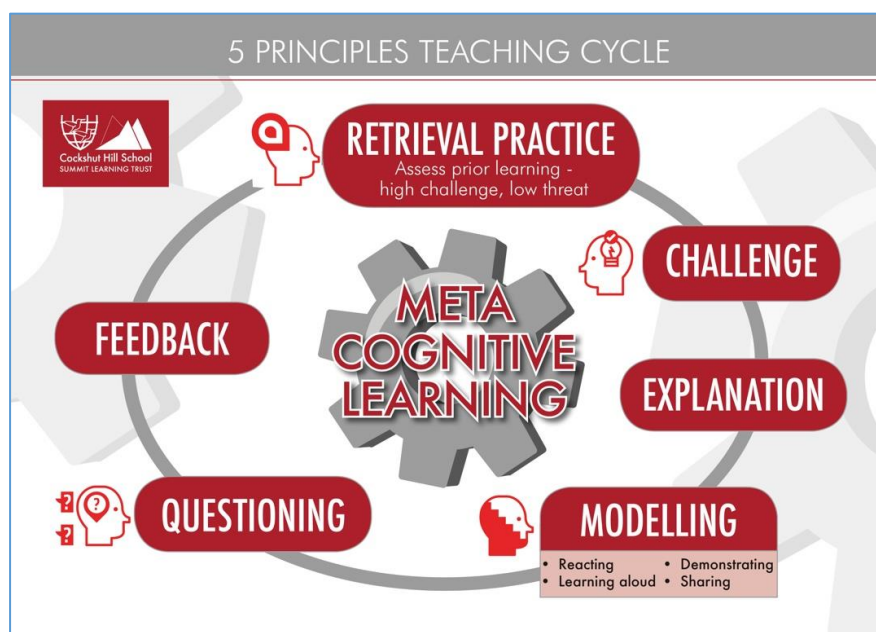 5 PRINCIPLES TEACHING CYCLE
Cockshut Hill School
SUMMIT LEARNING TRUST
RETRIEVAL PRACTICE
Assess prior learning -
high challenge, low threat
CHALLENGE
EXPLANATION
MODELLING
• Reacting
• Learning aloud
• Demonstrating
• Sharing
QUESTIONING
? ? ?
FEEDBACK
META
COGNITIVE
LEARNING